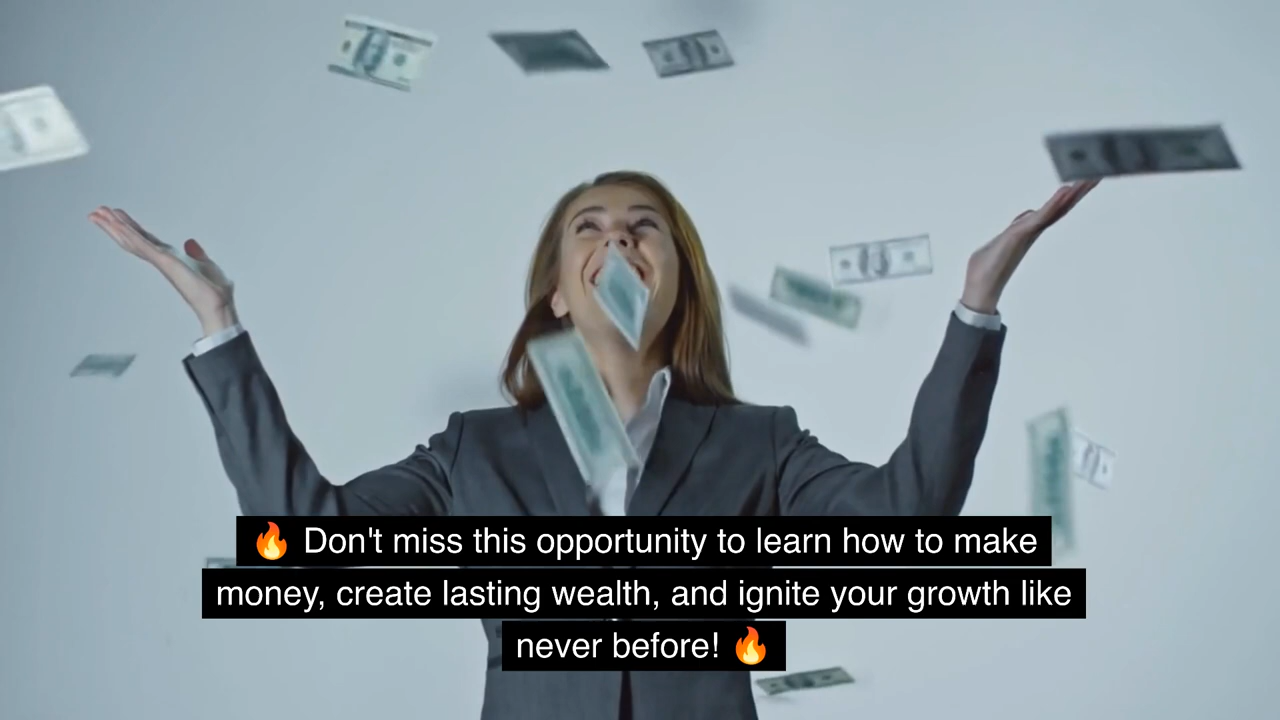 🔥 Don't miss this opportunity to learn how to make
money, create lasting wealth, and ignite your growth like
never before! 🔥